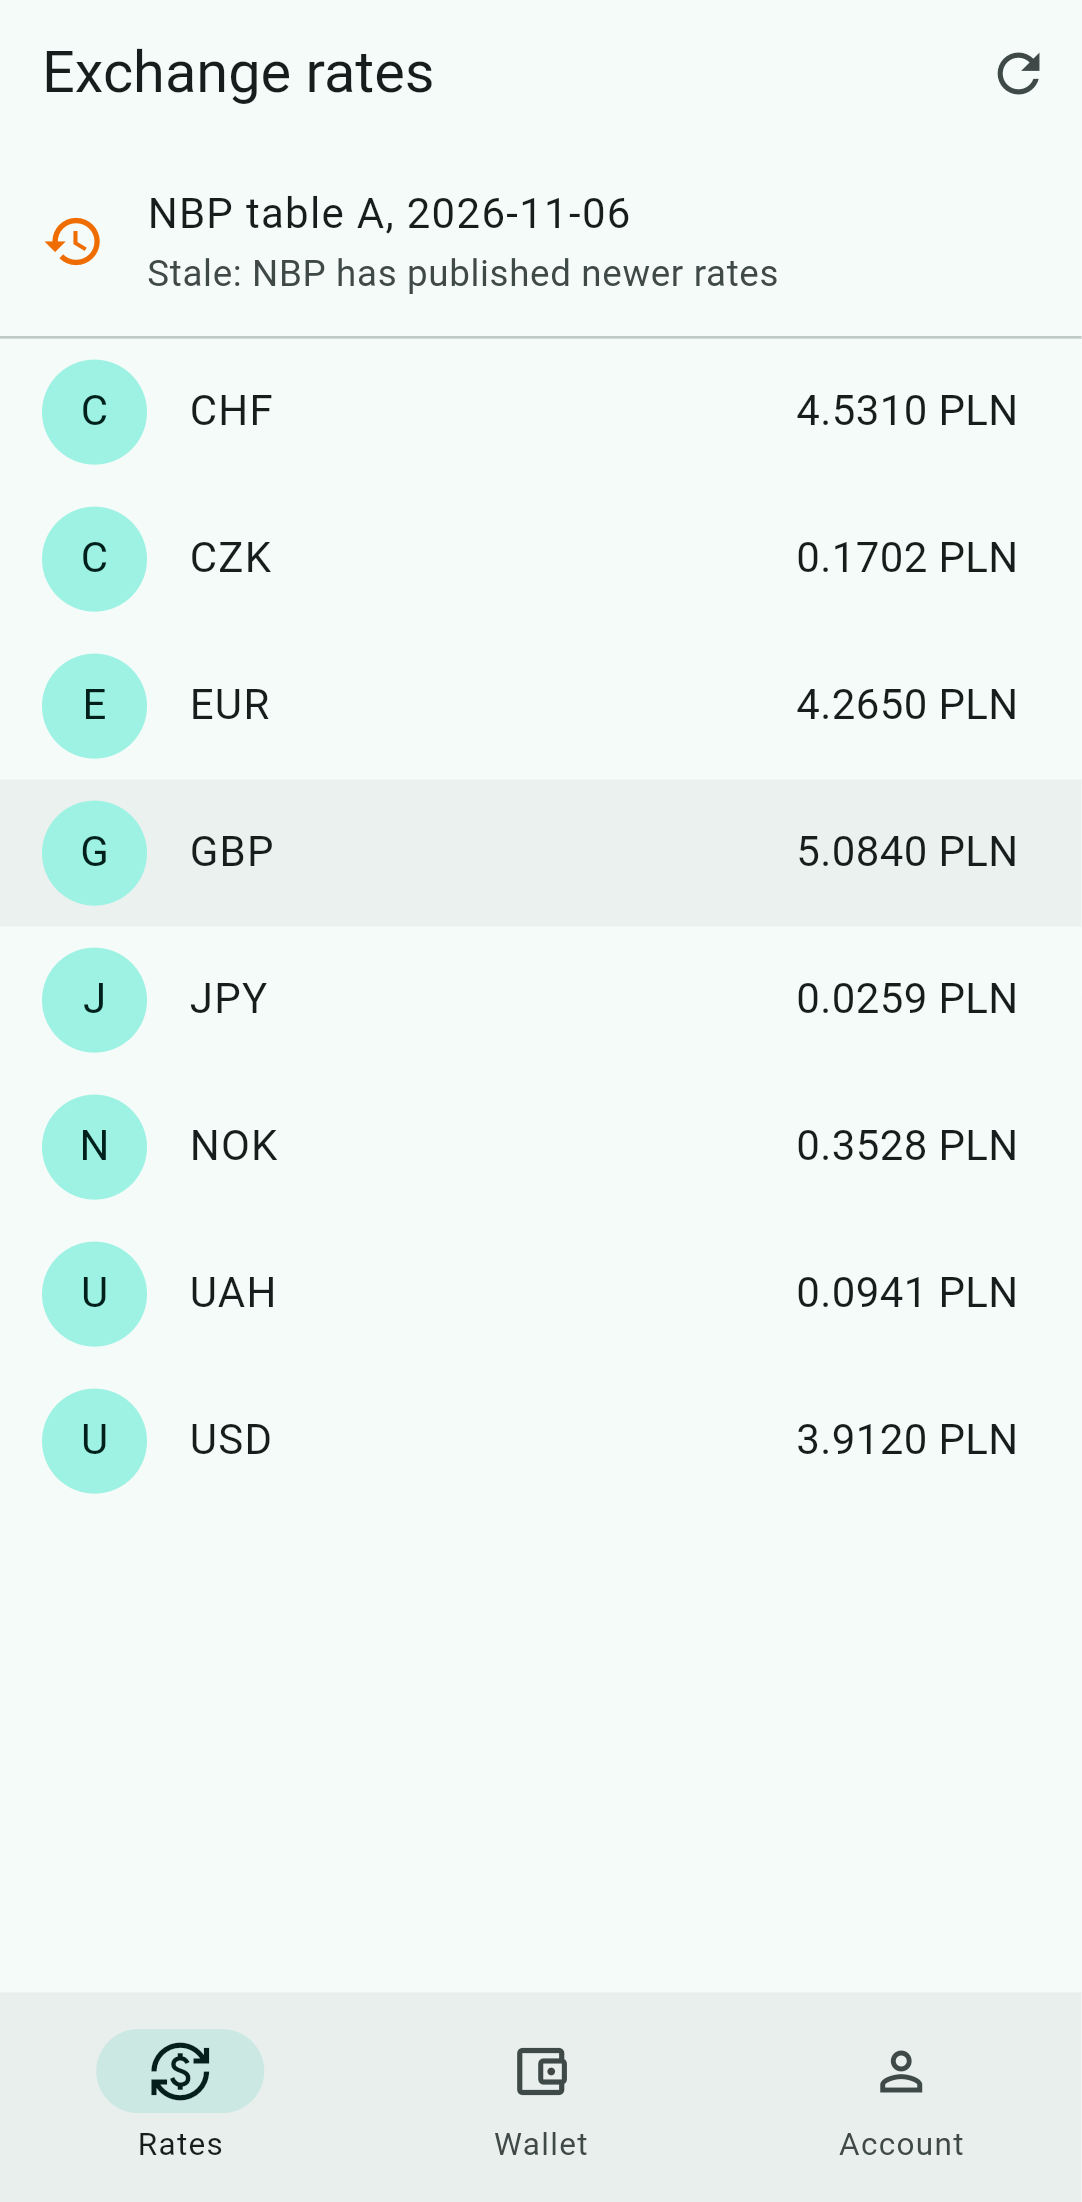 Exchange rates
NBP table A, 2026-11-06
Stale: NBP has published newer rates
C CHF 4.5310 PLN
C CZK 0.1702 PLN
E EUR 4.2650 PLN
G GBP 5.0840 PLN
J JPY 0.0259 PLN
N NOK 0.3528 PLN
U UAH 0.0941 PLN
U USD 3.9120 PLN
Rates Wallet Account